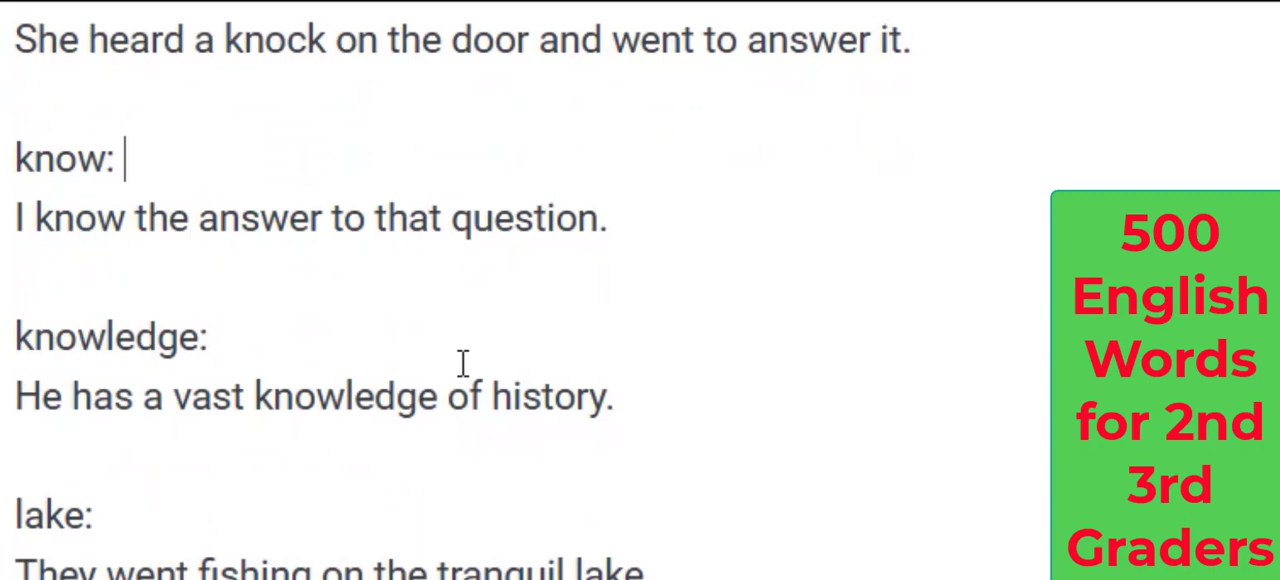 She heard a knock on the door and went to answer it.
know:
I know the answer to that question.
knowledge:
He has a vast knowledge of history.
lake:
They went fishing on the tranquil lake
500
English
Words
for 2nd
3rd
Graders